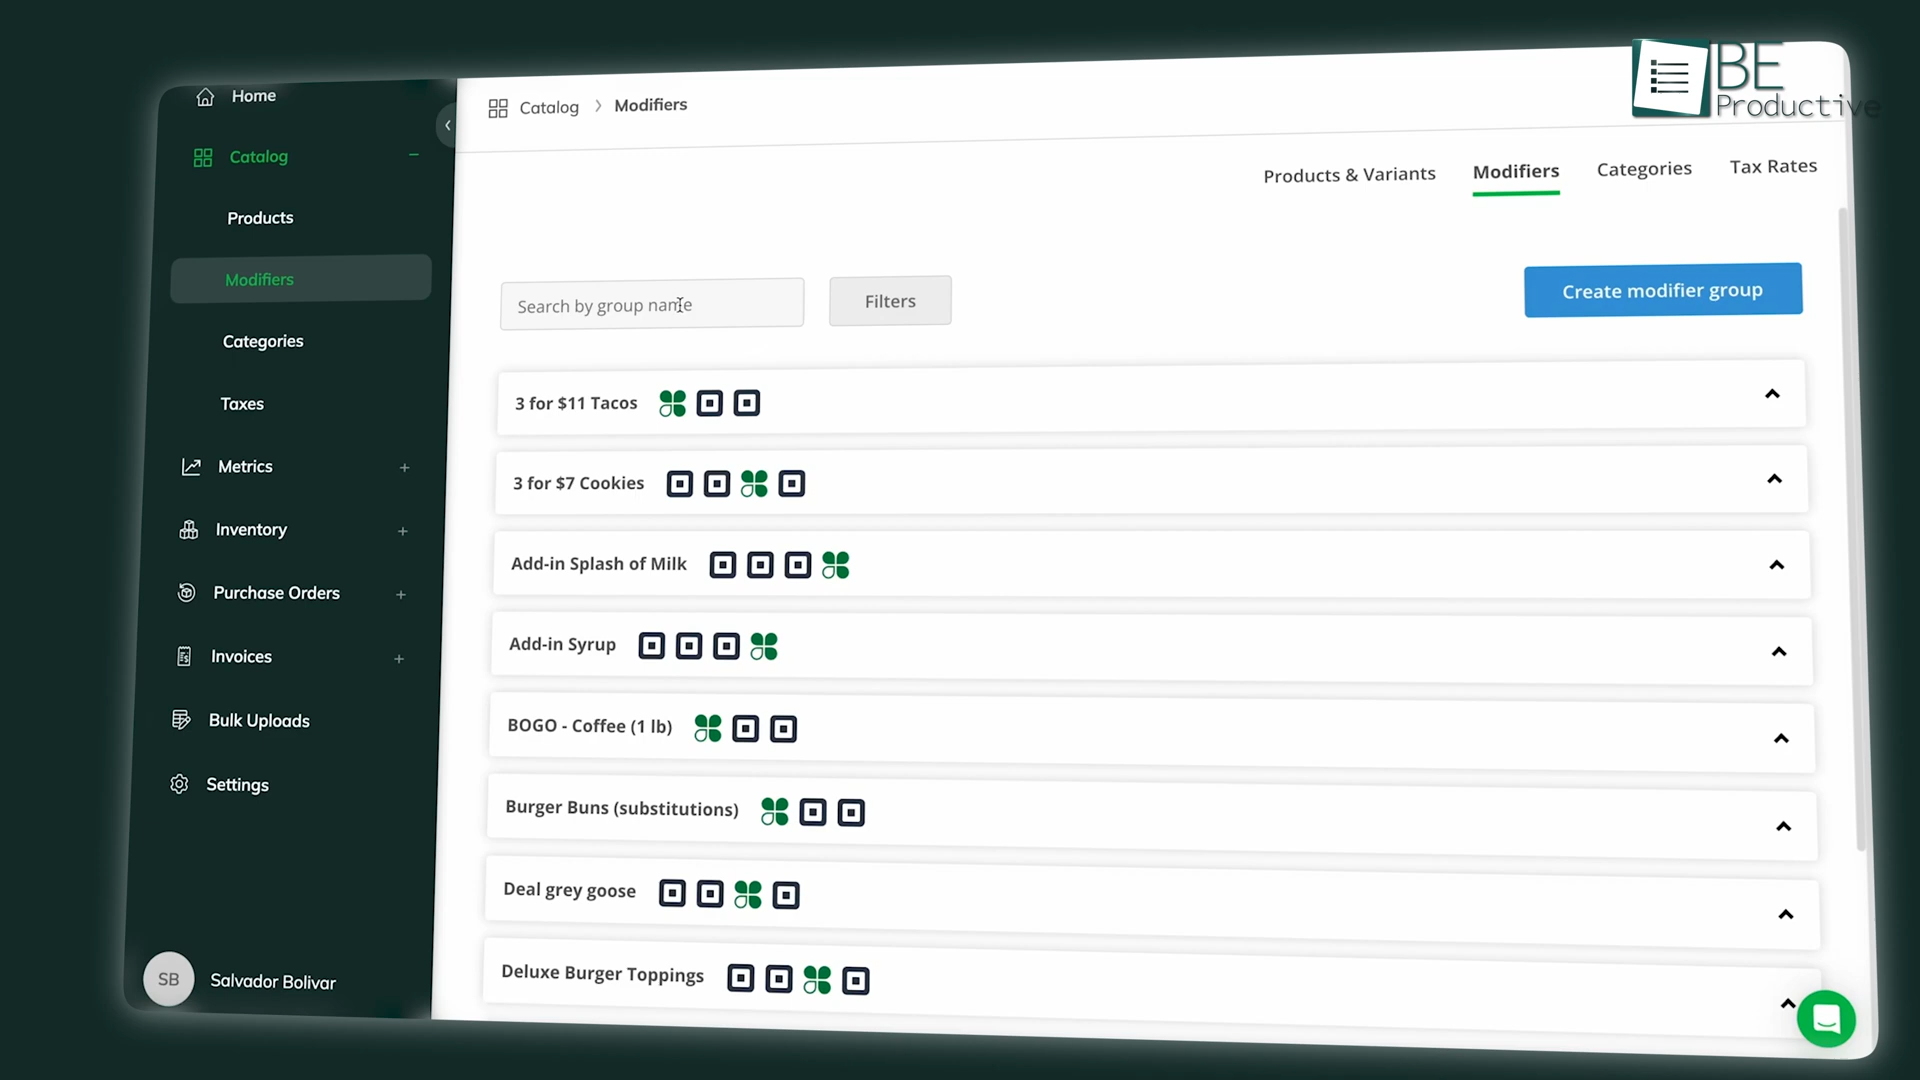 BE
Productive
Home
Catalog
Products
Modifiers
Categories
Taxes
Metrics
Inventory
Purchase Orders
Invoices
Bulk Uploads
Settings
SB
Salvador Bolivar
Catalog > Modifiers
Products & Variants Modifiers Categories Tax Rates
Search by group name Filters Create modifier group
3 for $11 Tacos
3 for $7 Cookies
Add-in Splash of Milk
Add-in Syrup
BOGO - Coffee (1 lb)
Burger Buns (substitutions)
Deal grey goose
Deluxe Burger Toppings